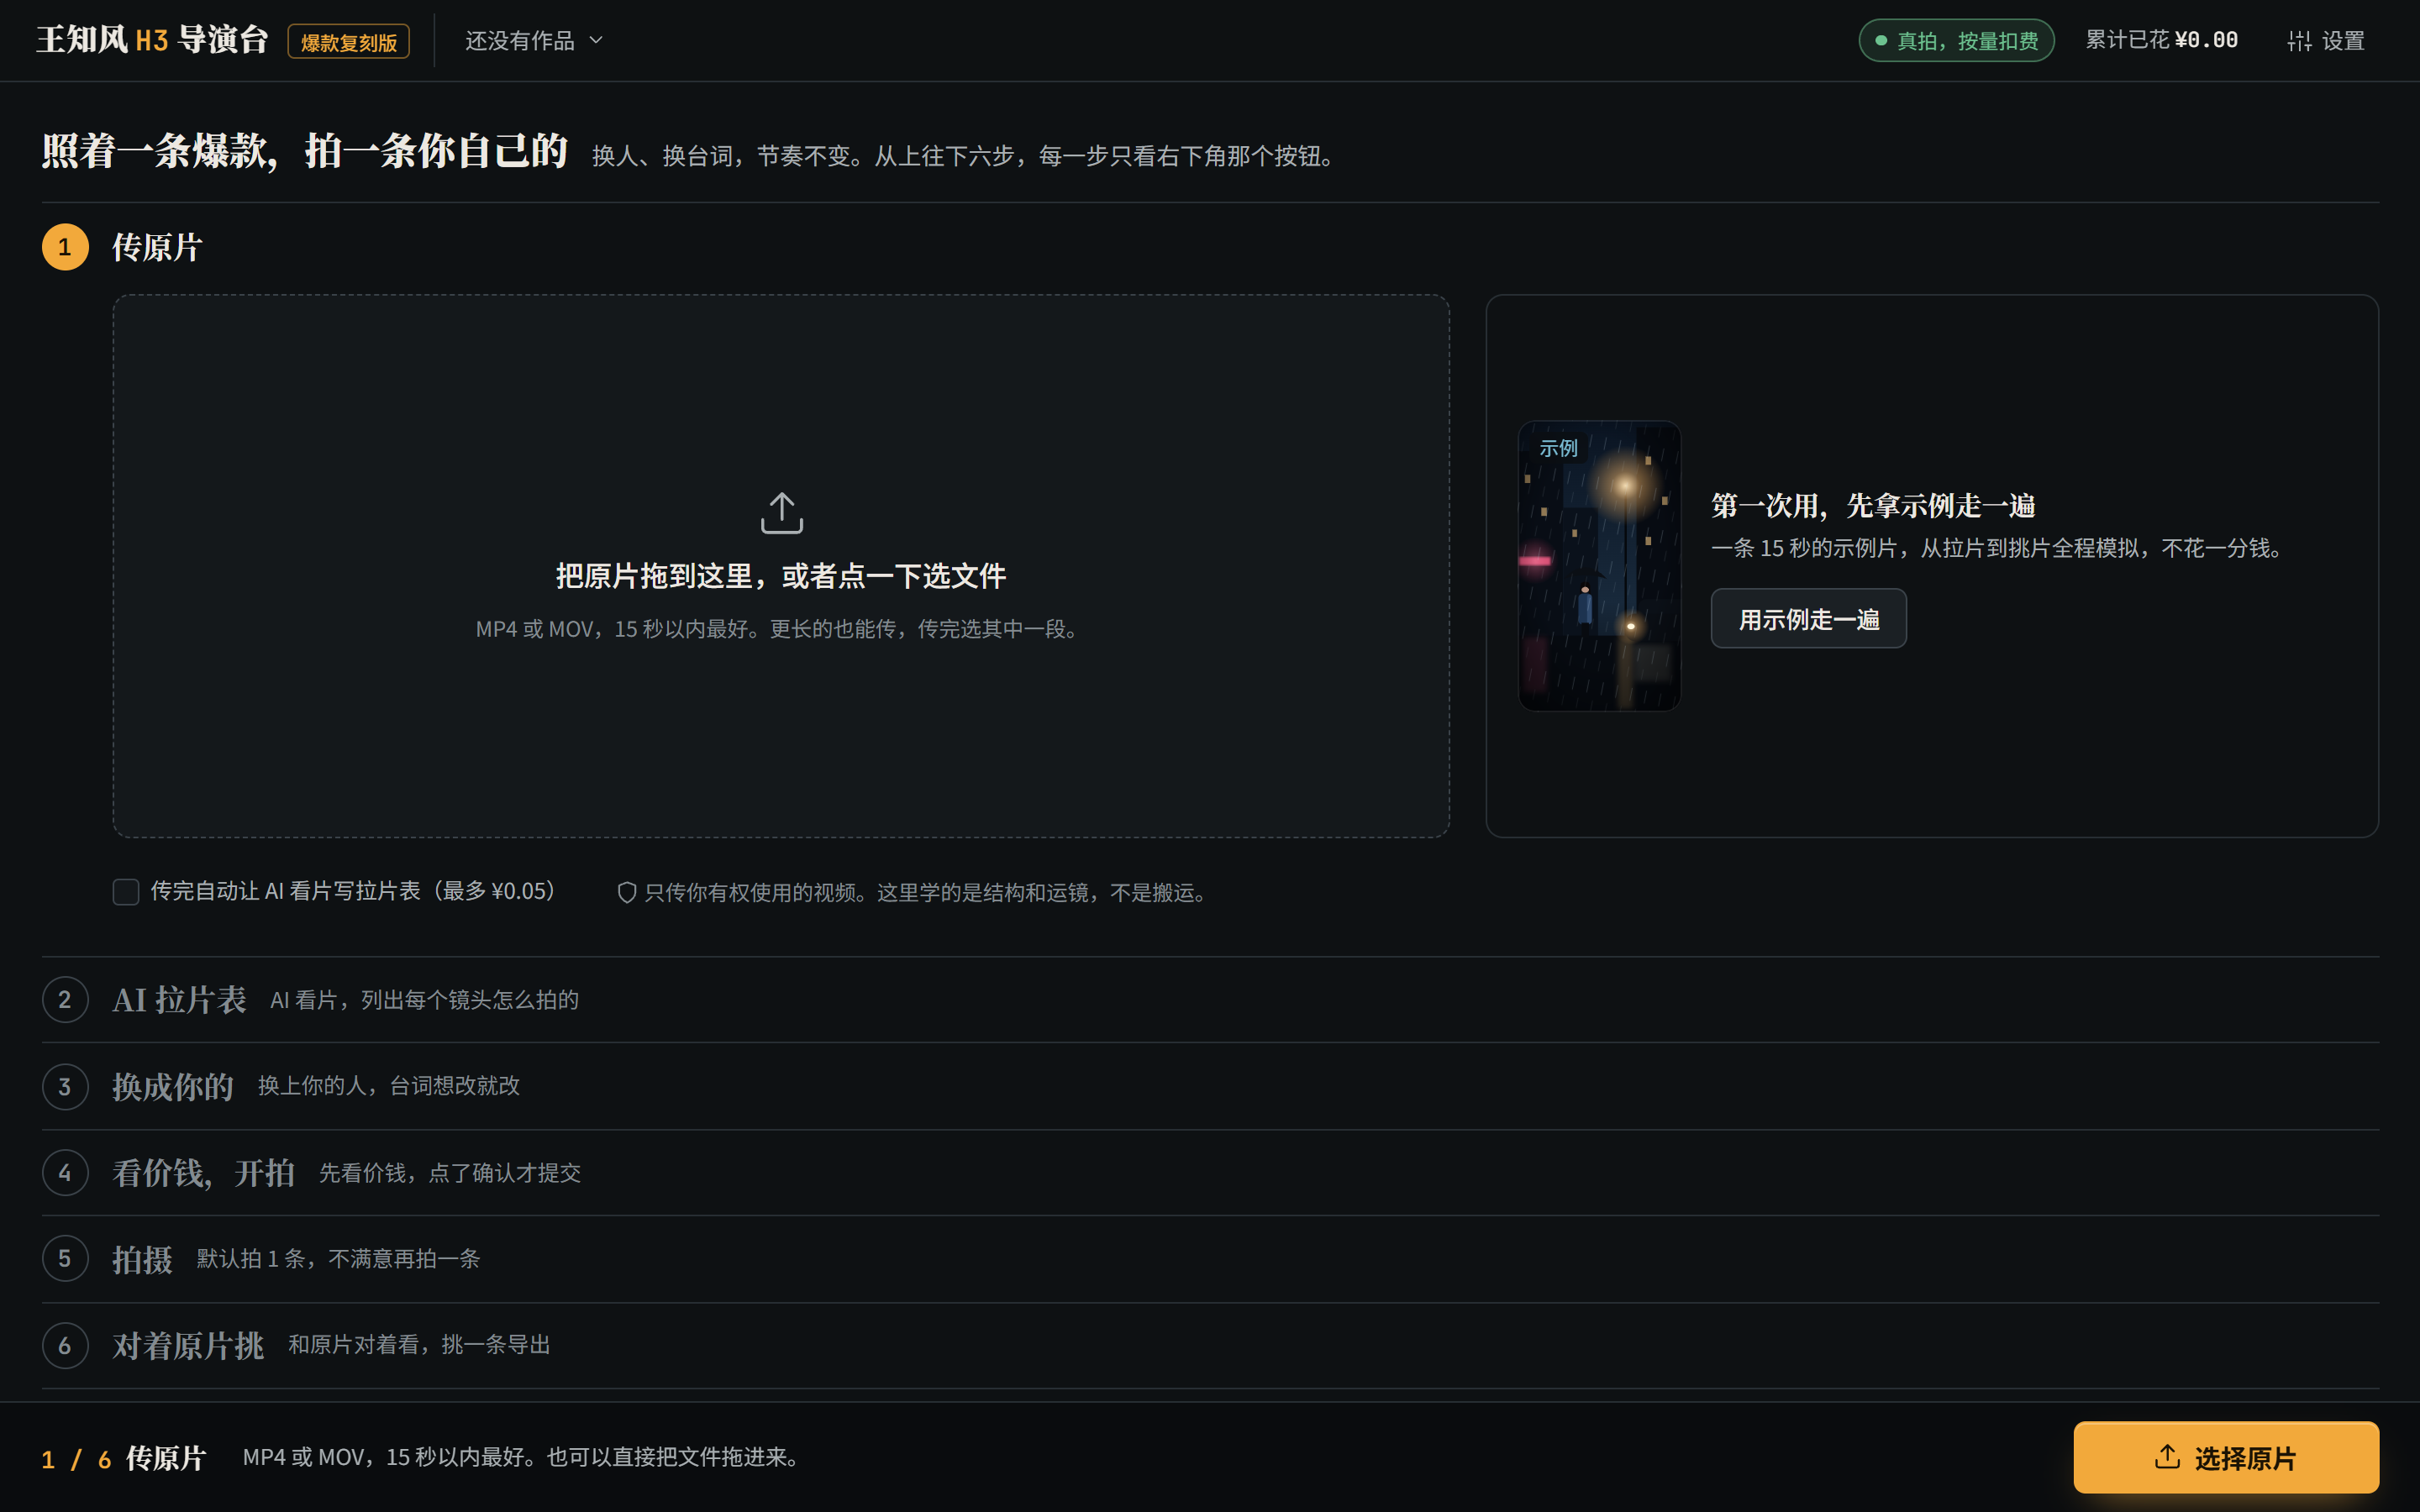 王知风 H3 导演台 爆款复刻版 还没有作品 真拍，按量扣费 累计已花 ¥0.00 设置
照着一条爆款，拍一条你自己的 换人、换台词，节奏不变。从上往下六步，每一步只看右下角那个按钮。
1 传原片
把原片拖到这里，或者点一下选文件
MP4 或 MOV，15 秒以内最好。更长的也能传，传完选其中一段。
示例
第一次用，先拿示例走一遍
一条 15 秒的示例片，从拉片到挑片全程模拟，不花一分钱。
用示例走一遍
传完自动让 AI 看片写拉片表（最多 ¥0.05） 只传你有权使用的视频。这里学的是结构和运镜，不是搬运。
2 AI 拉片表 AI 看片，列出每个镜头怎么拍的
3 换成你的 换上你的人，台词想改就改
4 看价钱，开拍 先看价钱，点了确认才提交
5 拍摄 默认拍 1 条，不满意再拍一条
6 对着原片挑 和原片对着看，挑一条导出
1 / 6 传原片 MP4 或 MOV，15 秒以内最好。也可以直接把文件拖进来。 选择原片